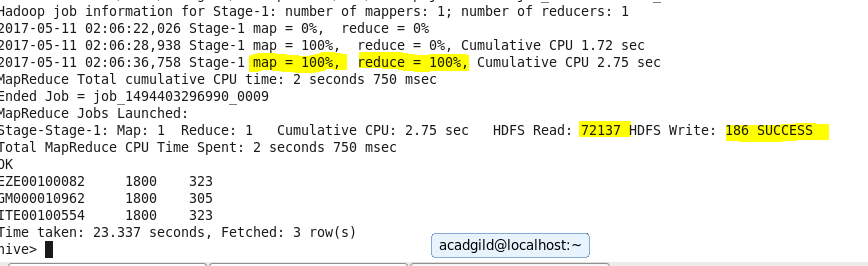 Hadoop job information for Stage-1: number of mappers: 1; number of reducers: 1
2017-05-11 02:06:22,026 Stage-1 map = 0%,  reduce = 0%
2017-05-11 02:06:28,938 Stage-1 map = 100%,  reduce = 0%, Cumulative CPU 1.72 sec
2017-05-11 02:06:36,758 Stage-1 map = 100%,  reduce = 100%, Cumulative CPU 2.75 sec
MapReduce Total cumulative CPU time: 2 seconds 750 msec
Ended Job = job_1494403296990_0009
MapReduce Jobs Launched:
Stage-Stage-1: Map: 1  Reduce: 1   Cumulative CPU: 2.75 sec   HDFS Read: 72137 HDFS Write: 186 SUCCESS
Total MapReduce CPU Time Spent: 2 seconds 750 msec
OK
EZE00100082     1800    323
GM000010962     1800    305
ITE00100554     1800    323
Time taken: 23.337 seconds, Fetched: 3 row(s)
acadgild@localhost:~
hive>